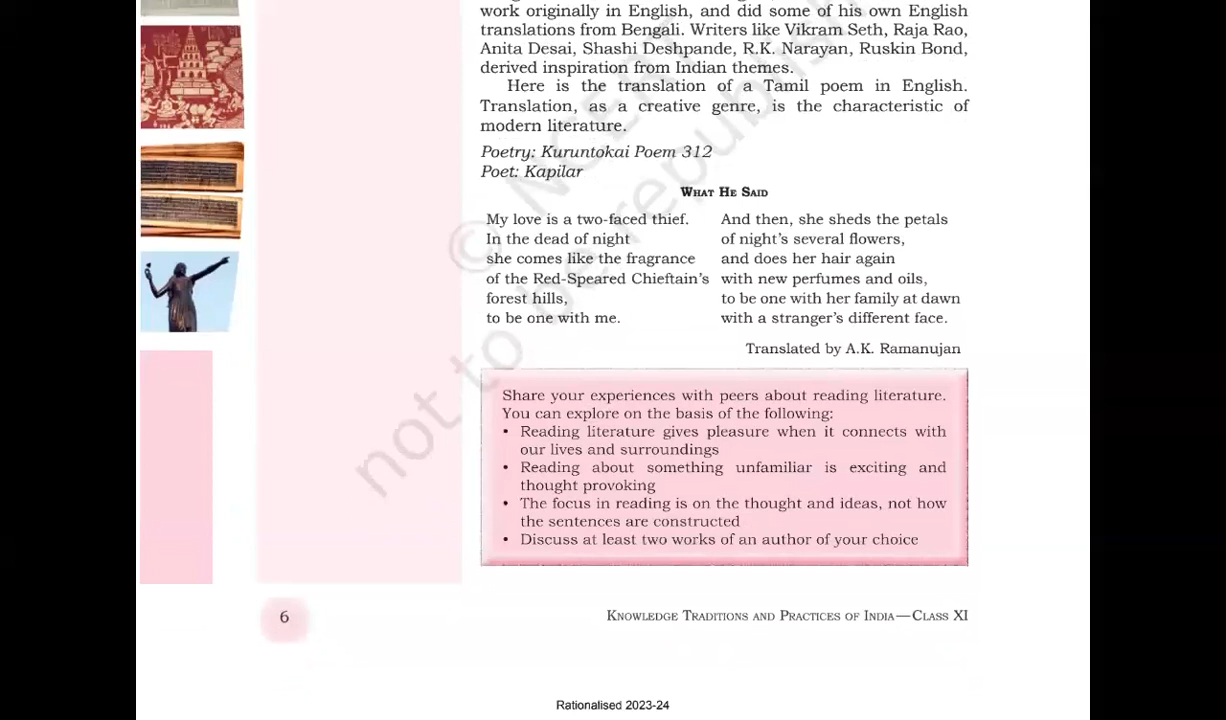 work originally in English, and did some of his own English
translations from Bengali. Writers like Vikram Seth, Raja Rao,
Anita Desai, Shashi Deshpande, R.K. Narayan, Ruskin Bond,
derived inspiration from Indian themes.
Here is the translation of a Tamil poem in English.
Translation, as a creative genre, is the characteristic of
modern literature.
Poetry: Kuruntokai Poem 312
Poet: Kapilar
What He Said
My love is a two-faced thief.
In the dead of night
she comes like the fragrance
of the Red-Speared Chieftain's
forest hills,
to be one with me.
And then, she sheds the petals
of night's several flowers,
and does her hair again
with new perfumes and oils,
to be one with her family at dawn
with a stranger's different face.
Translated by A.K. Ramanujan
Share your experiences with peers about reading literature.
You can explore on the basis of the following:
• Reading literature gives pleasure when it connects with
our lives and surroundings
• Reading about something unfamiliar is exciting and
thought provoking
• The focus in reading is on the thought and ideas, not how
the sentences are constructed
• Discuss at least two works of an author of your choice
6
Knowledge Traditions and Practices of India—Class XI
Rationalised 2023-24
© NCERT
not to be republish